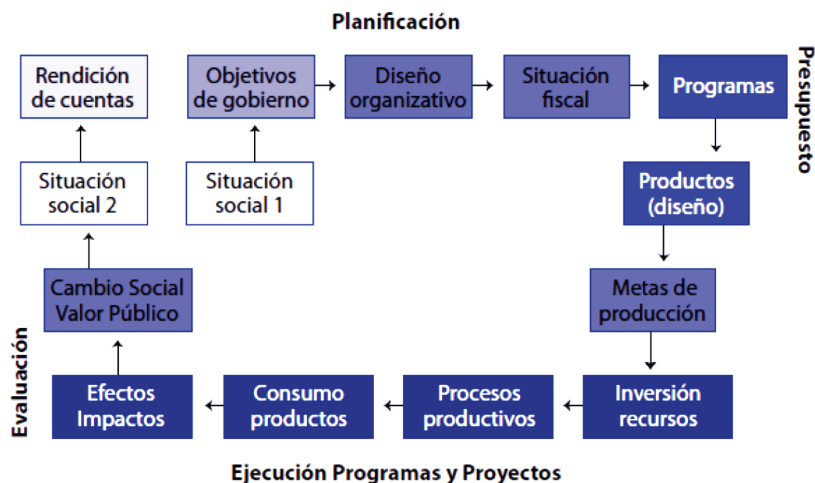 Planificación
Rendición
de cuentas
Objetivos
de gobierno
Diseño
organizativo
Situación
fiscal
Programas
Presupuesto
Situación
social 2
Situación
social 1
Productos
(diseño)
Cambio Social
Valor Público
Metas de
producción
Evaluación
Efectos
Impactos
Consumo
productos
Procesos
productivos
Inversión
recursos
Ejecución Programas y Proyectos